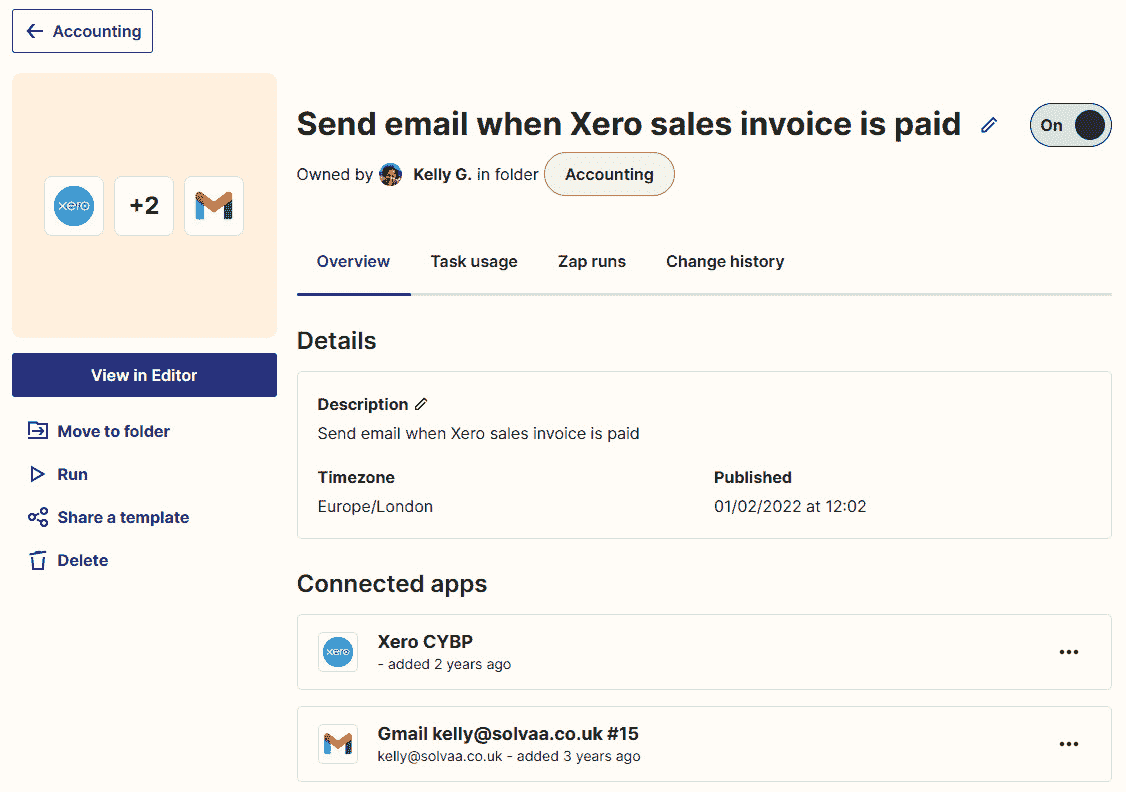 Accounting
Send email when Xero sales invoice is paid
On
Owned by Kelly G. in folder Accounting
xero +2
Overview Task usage Zap runs Change history
Details
View in Editor
Description
Send email when Xero sales invoice is paid
Move to folder
Run
Share a template
Delete
Timezone
Europe/London
Published
01/02/2022 at 12:02
Connected apps
xero
Xero CYBP
- added 2 years ago
...
Gmail kelly@solvaa.co.uk #15
kelly@solvaa.co.uk - added 3 years ago
...